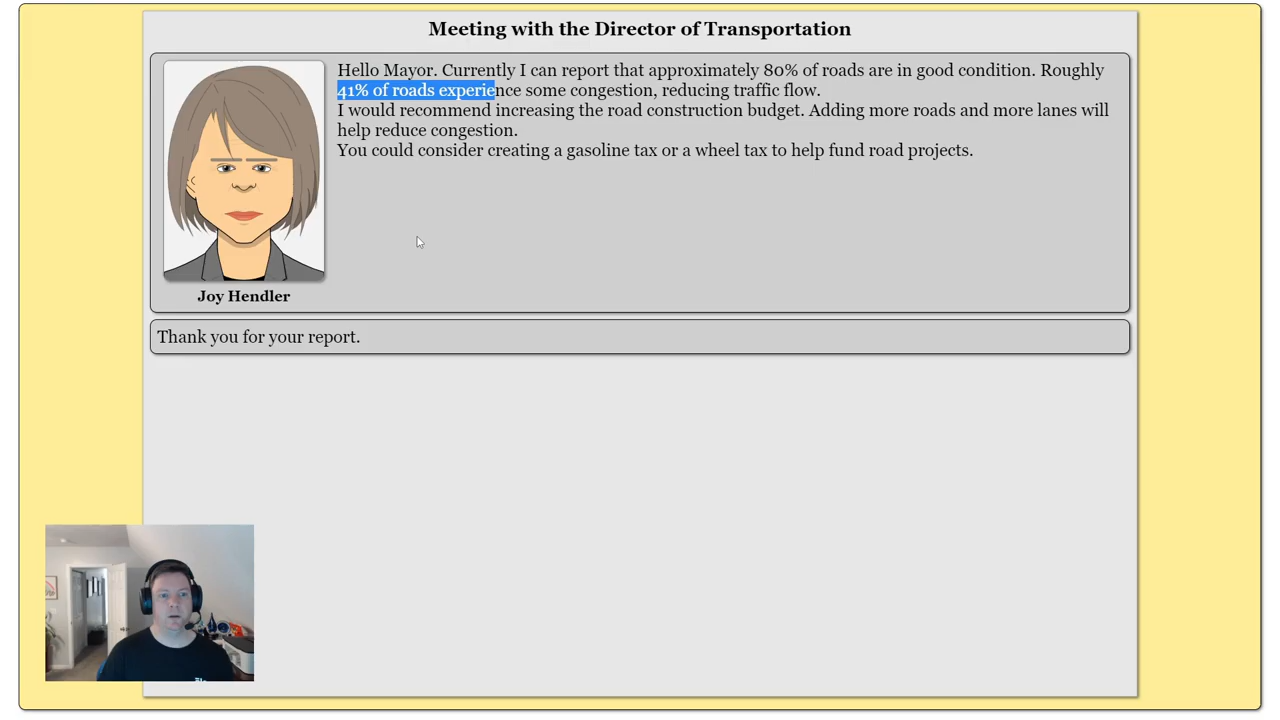 Meeting with the Director of Transportation
Hello Mayor. Currently I can report that approximately 80% of roads are in good condition. Roughly
41% of roads experience some congestion, reducing traffic flow.
I would recommend increasing the road construction budget. Adding more roads and more lanes will
help reduce congestion.
You could consider creating a gasoline tax or a wheel tax to help fund road projects.
Joy Hendler
Thank you for your report.